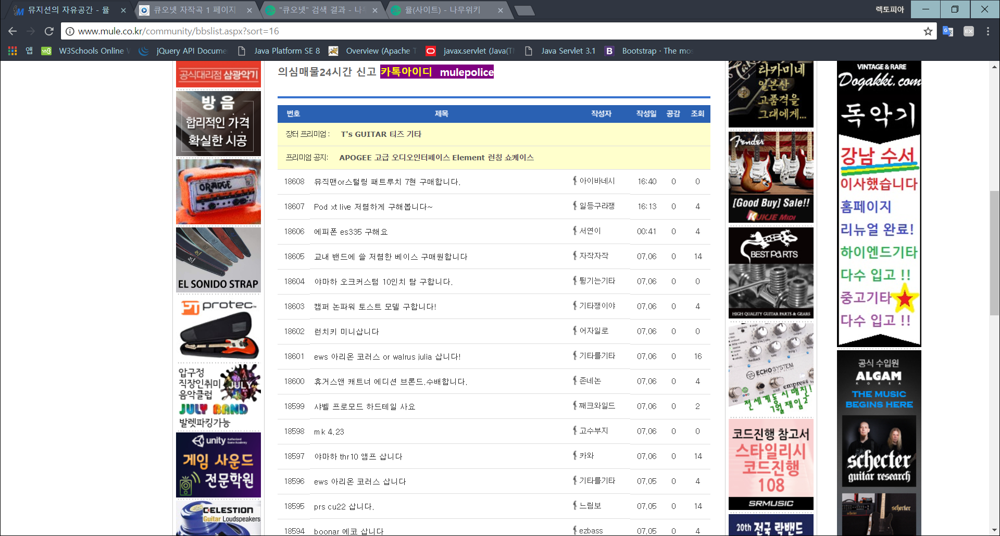 뮤지션의 자유공간 - 뮬
큐오넷 자작곡 1 페이지
"큐오넷" 검색 결과 - 나무
뮬(사이트) - 나무위키
렉토피아
www.mule.co.kr/community/bbslist.aspx?sort=16
앱
W3Schools Online
jQuery API Docume
Java Platform SE 8
Overview (Apache T
javax.servlet (Java(T
Java Servlet 3.1
Bootstrap · The mos
의심매물24시간 신고 카톡아이디 mulepolice
번호 제목 작성자 작성일 공감 조회
장터 프리미엄 : T's GUITAR 티즈 기타
프리미엄 공지: APOGEE 고급 오디오인터페이스 Element 런칭 쇼케이스
18608 뮤직맨or스털링 패트루치 7현 구매합니다. 아이바네시 16:40 0 0
18607 Pod xt live 저렴하게 구해봅니다~ 일등구라쟁 16:13 0 4
18606 에피폰 es335 구해요 서연이 00:41 0 4
18605 교내 밴드에 쓸 저렴한 베이스 구매원합니다 자작자작 07.06 0 14
18604 야마하 오크커스텀 10인치 탐 구합니다. 튕기는기타 07.06 0 0
18603 캠퍼 논파워 토스트 모델 구합니다! 기타쟁이야 07.06 0 4
18602 런치키 미니삽니다 어자일로 07.06 0 0
18601 ews 아리온 코러스 or walrus julia 삽니다! 기타를기타 07.06 0 16
18600 휴거스앤 캐트너 에디션 브론드.수배합니다. 존네논 07.06 0 4
18599 샤벨 프로모드 하드테일 사요 째크와일드 07.06 0 2
18598 mk 4.23 고수부지 07.06 0 0
18597 야마하 thr10 앰프 삽니다 카와 07.06 0 14
18596 ews 아리온 코러스 삽니다 기타를기타 07.05 0 4
18595 prs cu22 삽니다. 느림보 07.05 0 14
18594 boonar 에코 삽니다 ezbass 07.05 0 4
공식대리점 삼광악기
방 음
합리적인 가격
확실한 시공
ORANGE
EL SONIDO STRAP
protec
압구정
직장인취미
음악클럽
JULY
JULY BAND
발렛파킹가능
unity Authorized Game Academy
게임 사운드
전문학원
CELESTION
Guitar Loudspeakers
타카미네
일본산
고품격을
그대에게...
Fender
[Good Buy] Sale!!
KUKJE MIDI
BEST PARTS
HIGH QUALITY GUITAR PARTS & GEARS
ECHOSYSTEM
empress
전세계동시매진!
7월재입고
코드진행 참고서
스타일리시
코드진행
108
SRMUSIC
20th 전국 락밴드
VINTAGE & RARE
Dogakki.com
독악기
강남 수서
이사했습니다
홈페이지
리뉴얼 완료!
하이엔드기타
다수 입고 !!
중고기타
다수 입고 !!
공식 수입원
ALGAM
KOREA
THE MUSIC
BEGINS HERE
schecter
guitar research
schecter